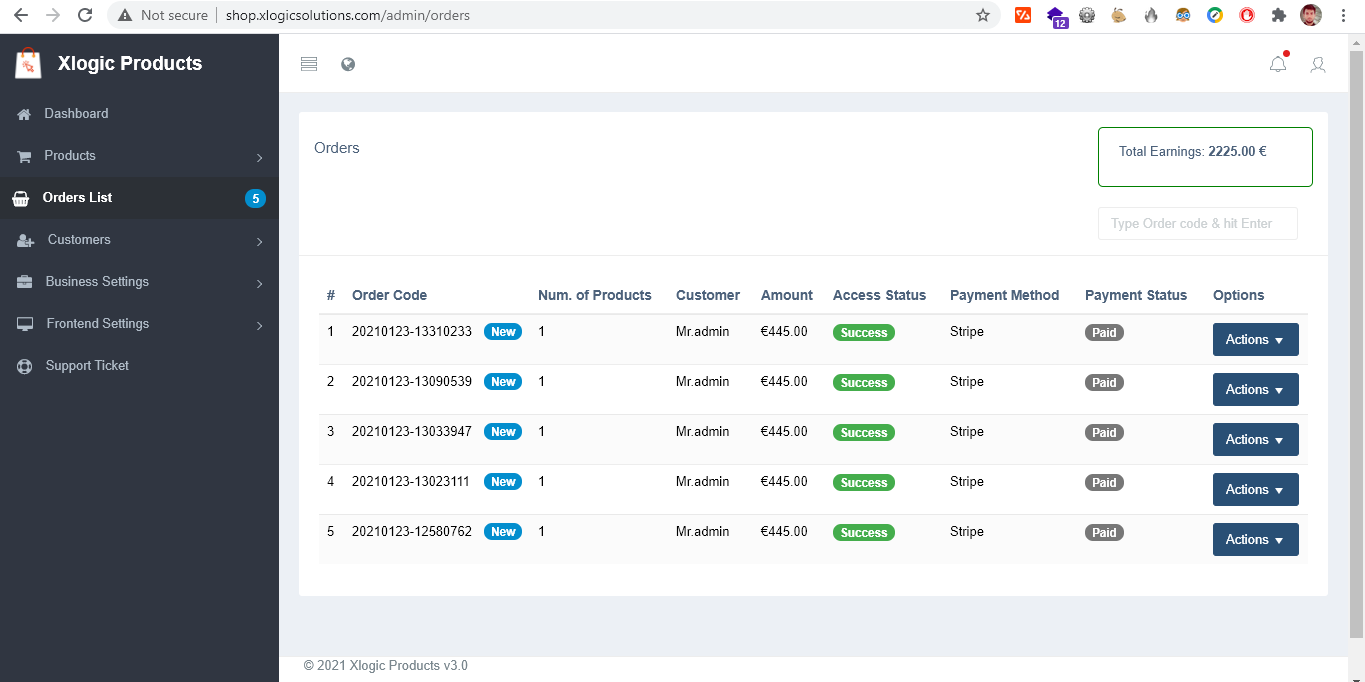 Not secure | shop.xlogicsolutions.com/admin/orders
12
Xlogic Products
Dashboard
Products
Orders List 5
Customers
Business Settings
Frontend Settings
Support Ticket
Orders
Total Earnings: 2225.00 €
Type Order code & hit Enter
# Order Code Num. of Products Customer Amount Access Status Payment Method Payment Status Options
1 20210123-13310233 New 1 Mr.admin €445.00 Success Stripe Paid Actions
2 20210123-13090539 New 1 Mr.admin €445.00 Success Stripe Paid Actions
3 20210123-13033947 New 1 Mr.admin €445.00 Success Stripe Paid Actions
4 20210123-13023111 New 1 Mr.admin €445.00 Success Stripe Paid Actions
5 20210123-12580762 New 1 Mr.admin €445.00 Success Stripe Paid Actions
© 2021 Xlogic Products v3.0